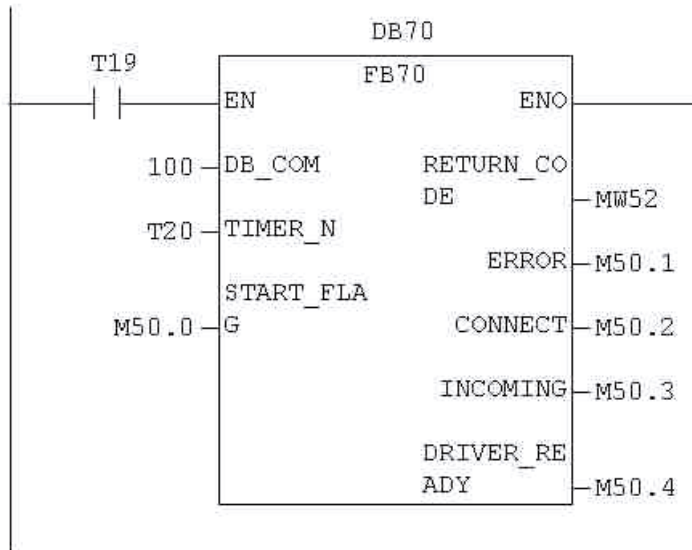 DB70
T19
FB70
EN ENO
100 DB_COM RETURN_CO
DE MW52
T20 TIMER_N
ERROR M50.1
START_FLA
M50.0 G CONNECT M50.2
INCOMING M50.3
DRIVER_RE
ADY M50.4